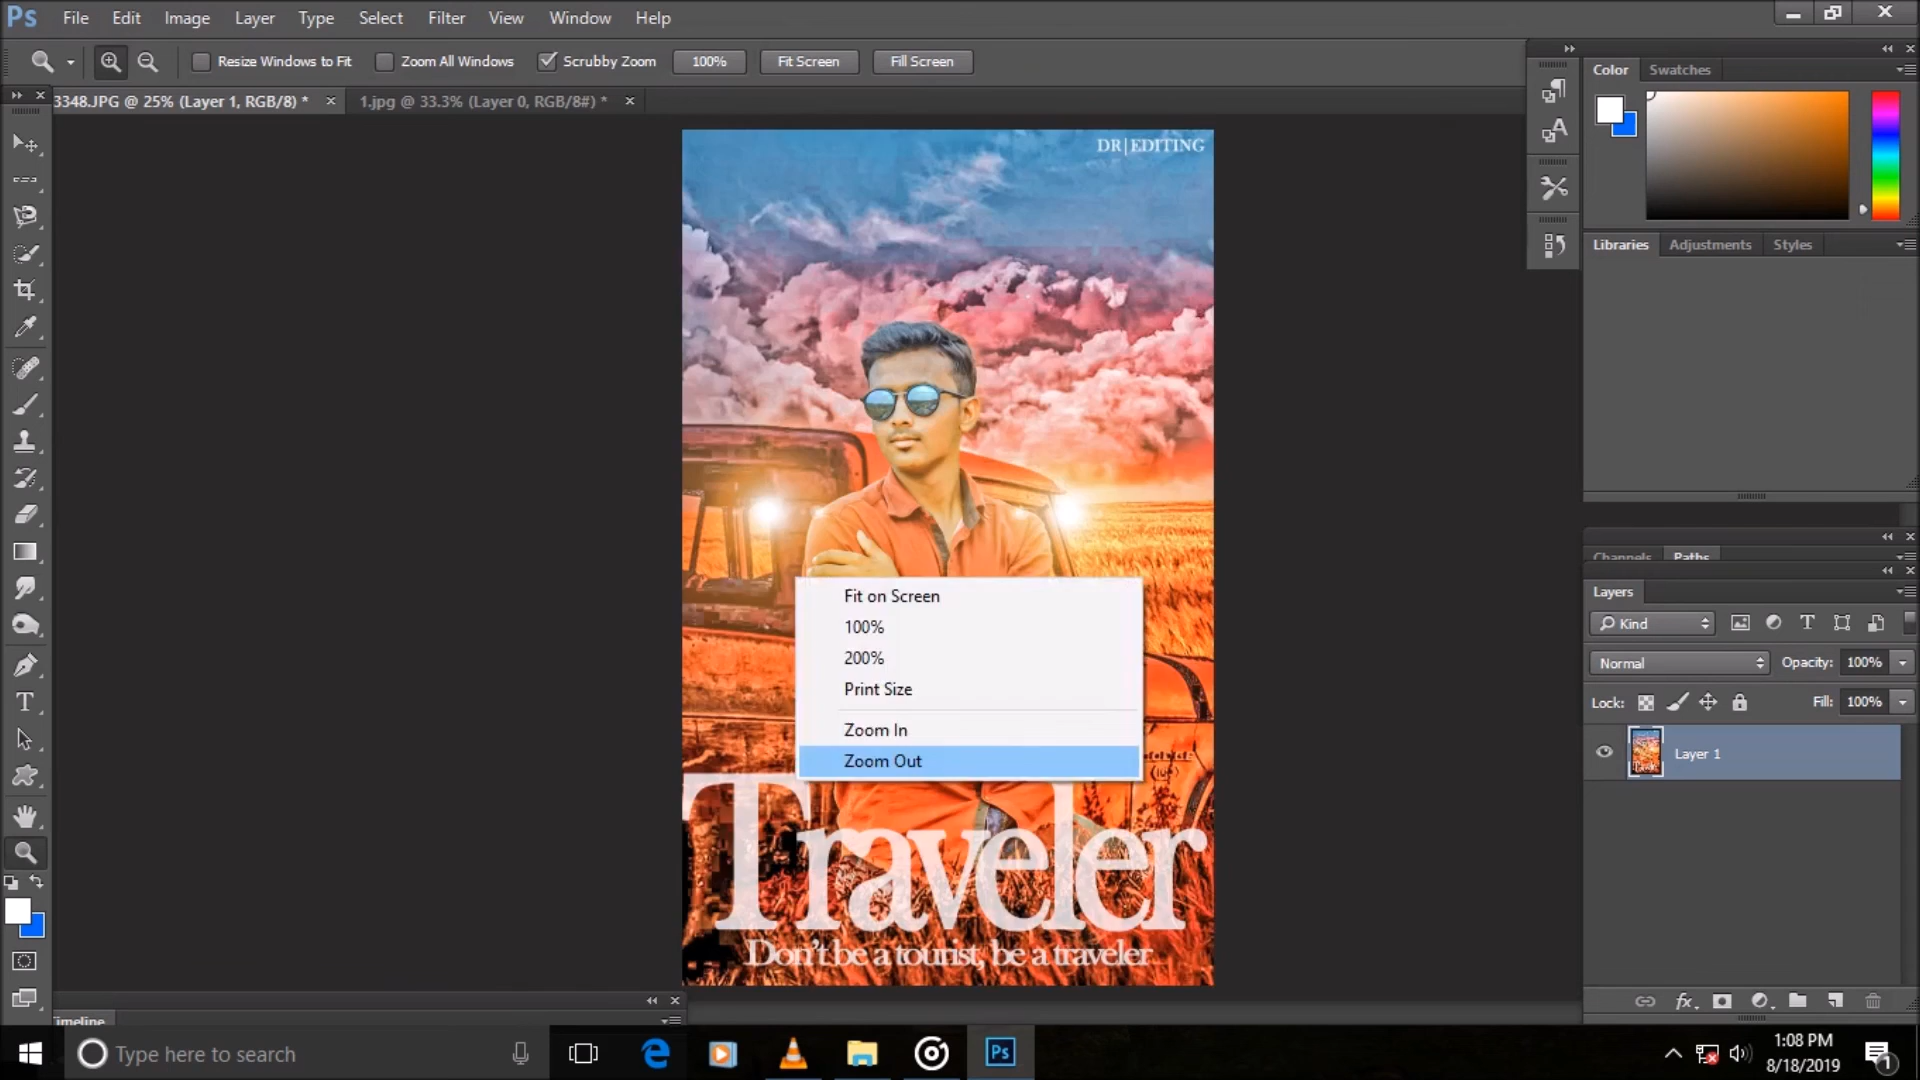 Ps File Edit Image Layer Type Select Filter View Window Help
Resize Windows to Fit Zoom All Windows Scrubby Zoom 100% Fit Screen Fill Screen
3348.JPG @ 25% (Layer 1, RGB/8) * 1.jpg @ 33.3% (Layer 0, RGB/8#) *
Color Swatches
DR|EDITING
Libraries Adjustments Styles
Channels Paths
Layers
Kind
Normal Opacity: 100%
Lock: Fill: 100%
Layer 1
Fit on Screen
100%
200%
Print Size
Zoom In
Zoom Out
Traveler
Don't be a tourist, be a traveler
Timeline
Type here to search
Ps
1:08 PM
8/18/2019
1